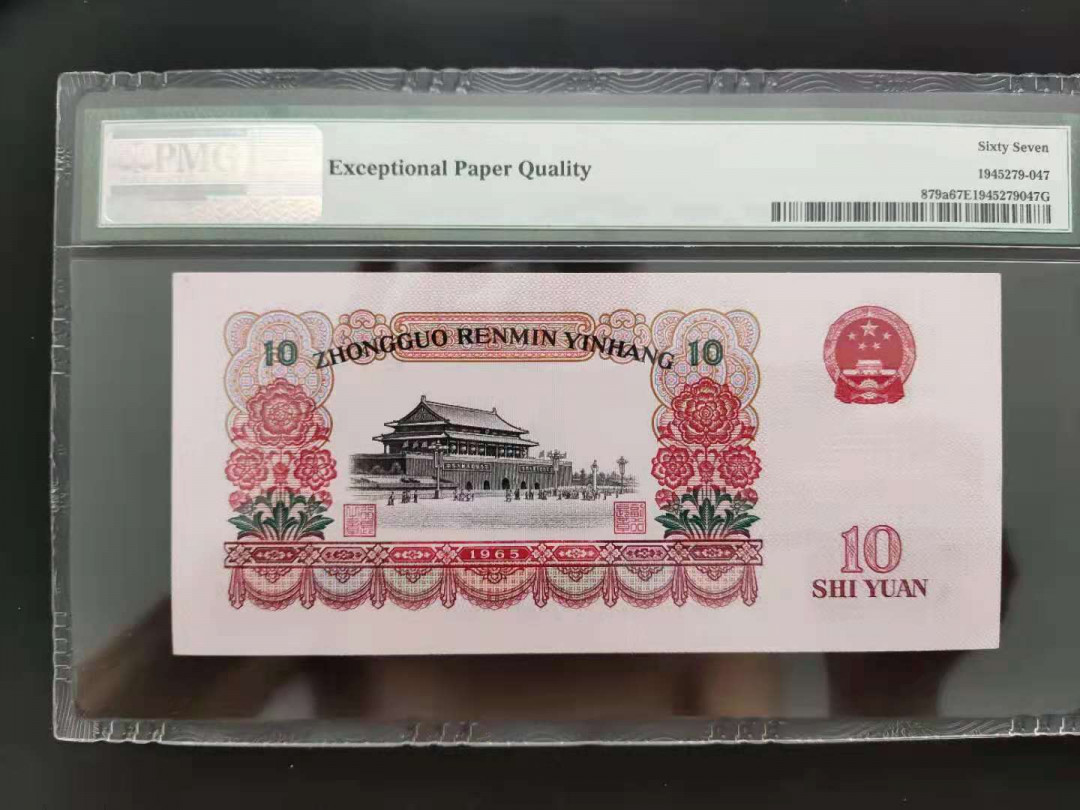 PMG
Exceptional Paper Quality
Sixty Seven
1945279-047
879a67E1945279047G
10 ZHONGGUO RENMIN YINHANG 10
1965
10
SHI YUAN